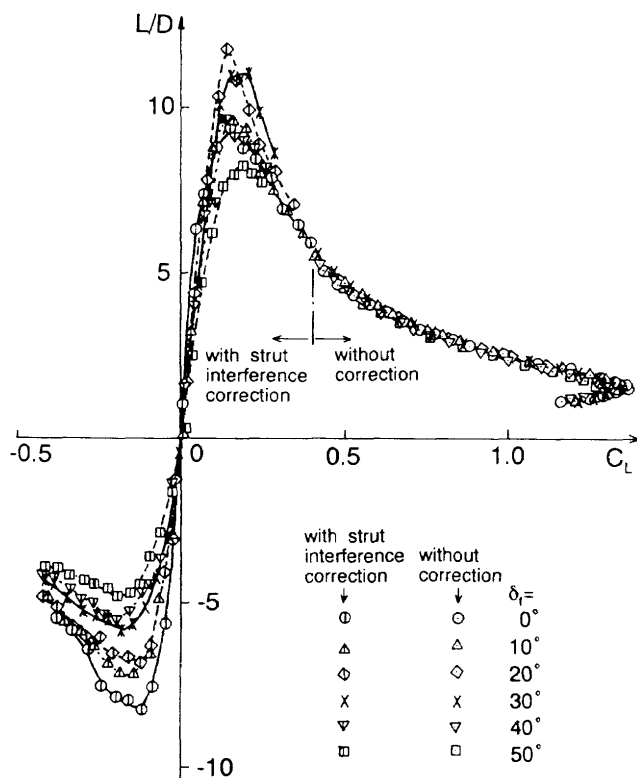 L/D
10
5
with strut
interference
correction
without
correction
-0.5
0
0.5
1.0
C_L
-5
-10
with strut
interference
correction
without
correction
δ_f=
0°
10°
20°
30°
40°
50°